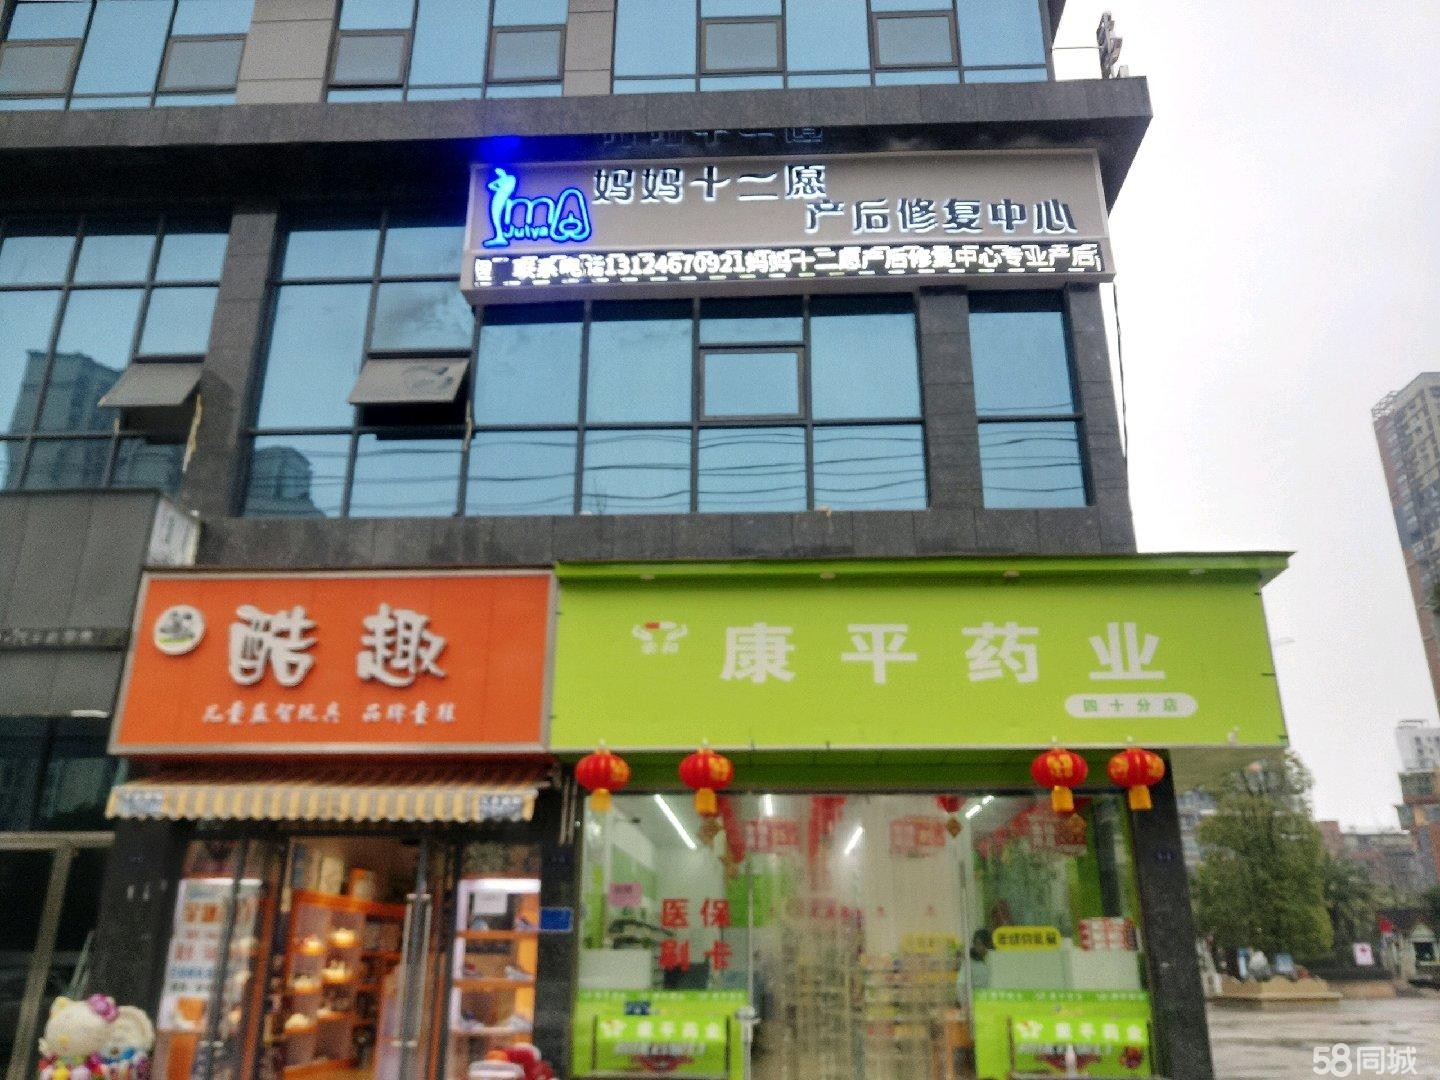 妈妈十二愿
mA
Julya
产后修复中心
联系电话13124670921妈妈十二愿产后修复中心专业产后
酷趣
儿童益智玩具 品牌童鞋
康平药业
四十分店
医保
刷卡
康平药业
康平药业
58同城